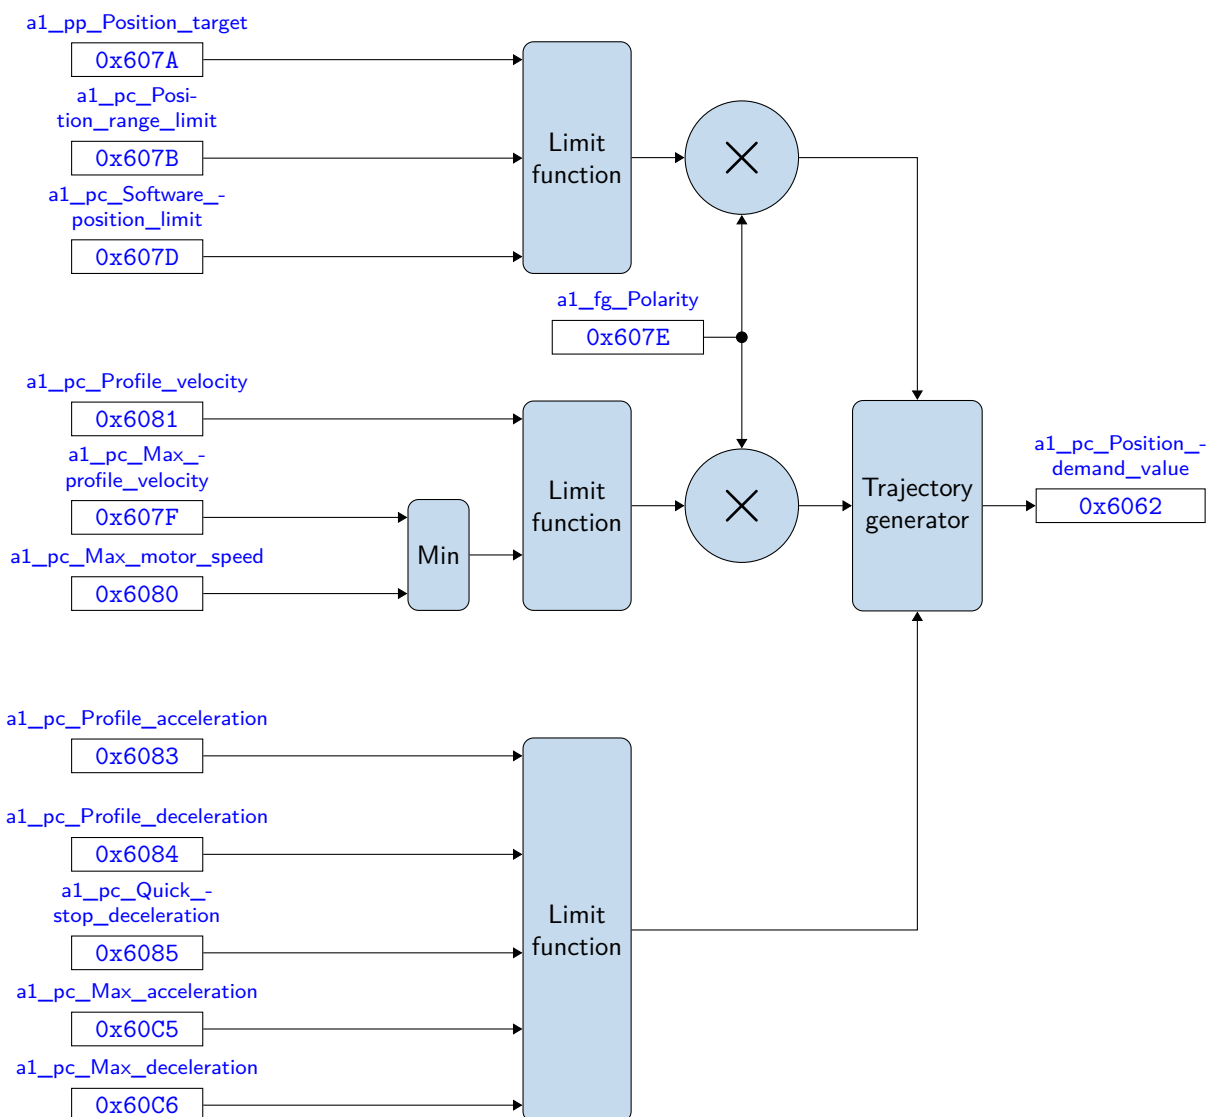 a1_pp_Position_target
0x607A
a1_pc_Posi-
tion_range_limit
0x607B
a1_pc_Software_-
position_limit
0x607D
Limit
function
a1_fg_Polarity
0x607E
a1_pc_Profile_velocity
0x6081
a1_pc_Max_-
profile_velocity
0x607F
a1_pc_Max_motor_speed
0x6080
Min
Limit
function
Trajectory
generator
a1_pc_Position_-
demand_value
0x6062
a1_pc_Profile_acceleration
0x6083
a1_pc_Profile_deceleration
0x6084
a1_pc_Quick_-
stop_deceleration
0x6085
a1_pc_Max_acceleration
0x60C5
a1_pc_Max_deceleration
0x60C6
Limit
function